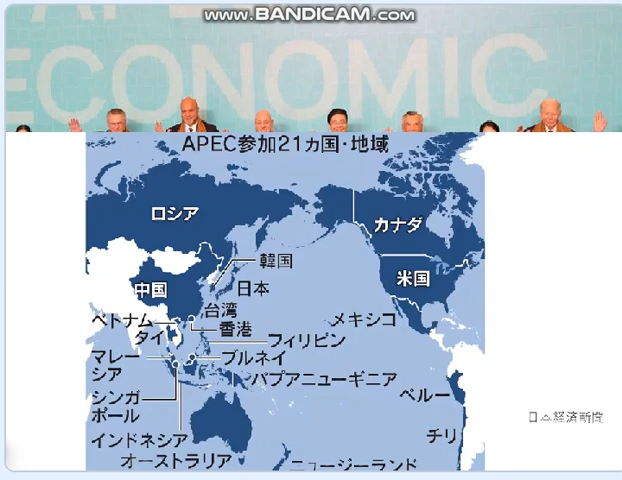 www.BANDICAM.com
APEC
ECONOMIC
APEC参加21ヵ国･地域
ロシア
カナダ
韓国
米国
中国
日本
台湾
ベトナム
香港
メキシコ
タイ
フィリピン
マレー
シア
ブルネイ
パプアニューギニア
シンガ
ポール
ペルー
日本経済新聞
インドネシア
チリ
オーストラリア
ニュージーランド